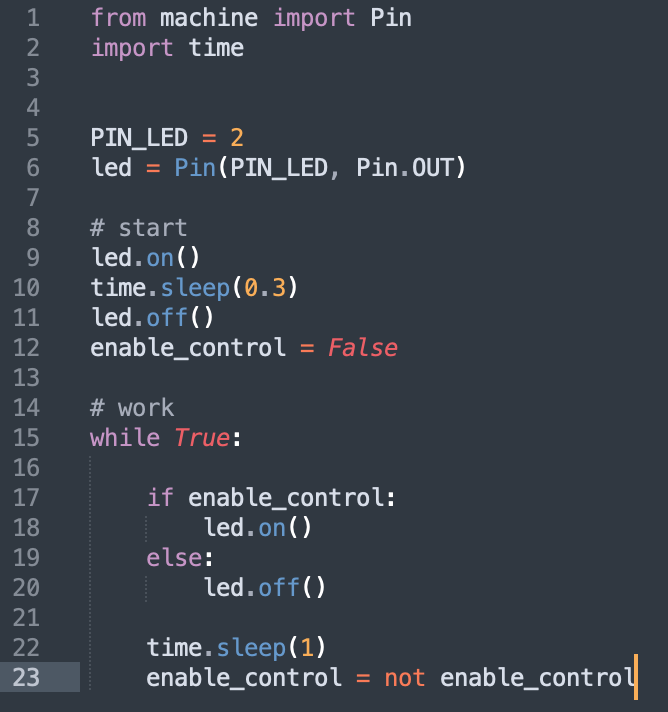 1 from machine import Pin
2 import time
3
4
5 PIN_LED = 2
6 led = Pin(PIN_LED, Pin.OUT)
7
8 # start
9 led.on()
10 time.sleep(0.3)
11 led.off()
12 enable_control = False
13
14 # work
15 while True:
16
17     if enable_control:
18         led.on()
19     else:
20         led.off()
21
22     time.sleep(1)
23     enable_control = not enable_control